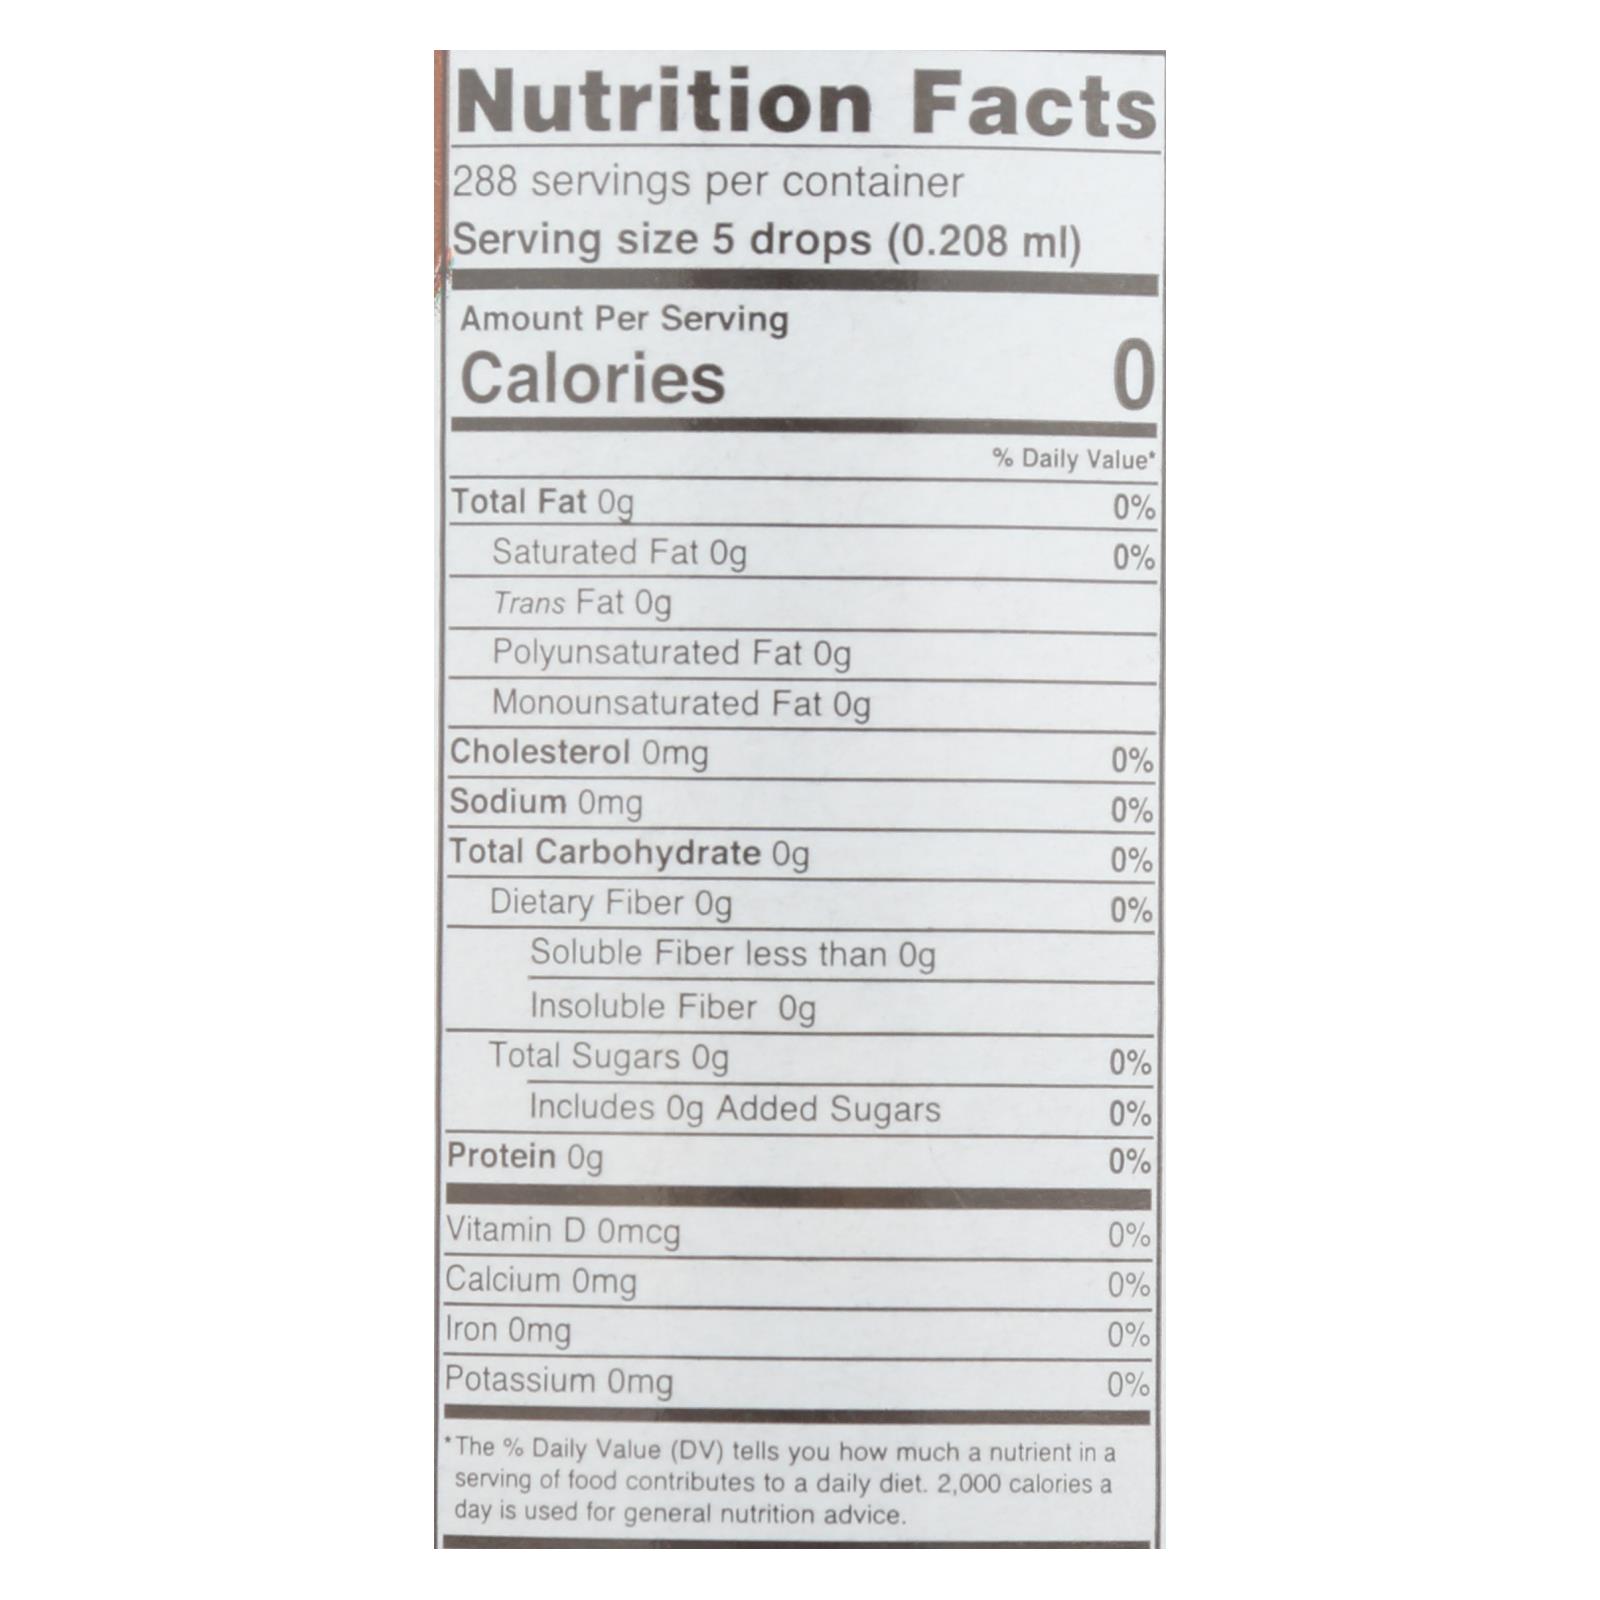 Nutrition Facts
288 servings per container
Serving size 5 drops (0.208 ml)
Amount Per Serving
Calories 0
% Daily Value*
Total Fat 0g 0%
Saturated Fat 0g 0%
Trans Fat 0g
Polyunsaturated Fat 0g
Monounsaturated Fat 0g
Cholesterol 0mg 0%
Sodium 0mg 0%
Total Carbohydrate 0g 0%
Dietary Fiber 0g 0%
Soluble Fiber less than 0g
Insoluble Fiber 0g
Total Sugars 0g 0%
Includes 0g Added Sugars 0%
Protein 0g 0%
Vitamin D 0mcg 0%
Calcium 0mg 0%
Iron 0mg 0%
Potassium 0mg 0%
*The % Daily Value (DV) tells you how much a nutrient in a
serving of food contributes to a daily diet. 2,000 calories a
day is used for general nutrition advice.